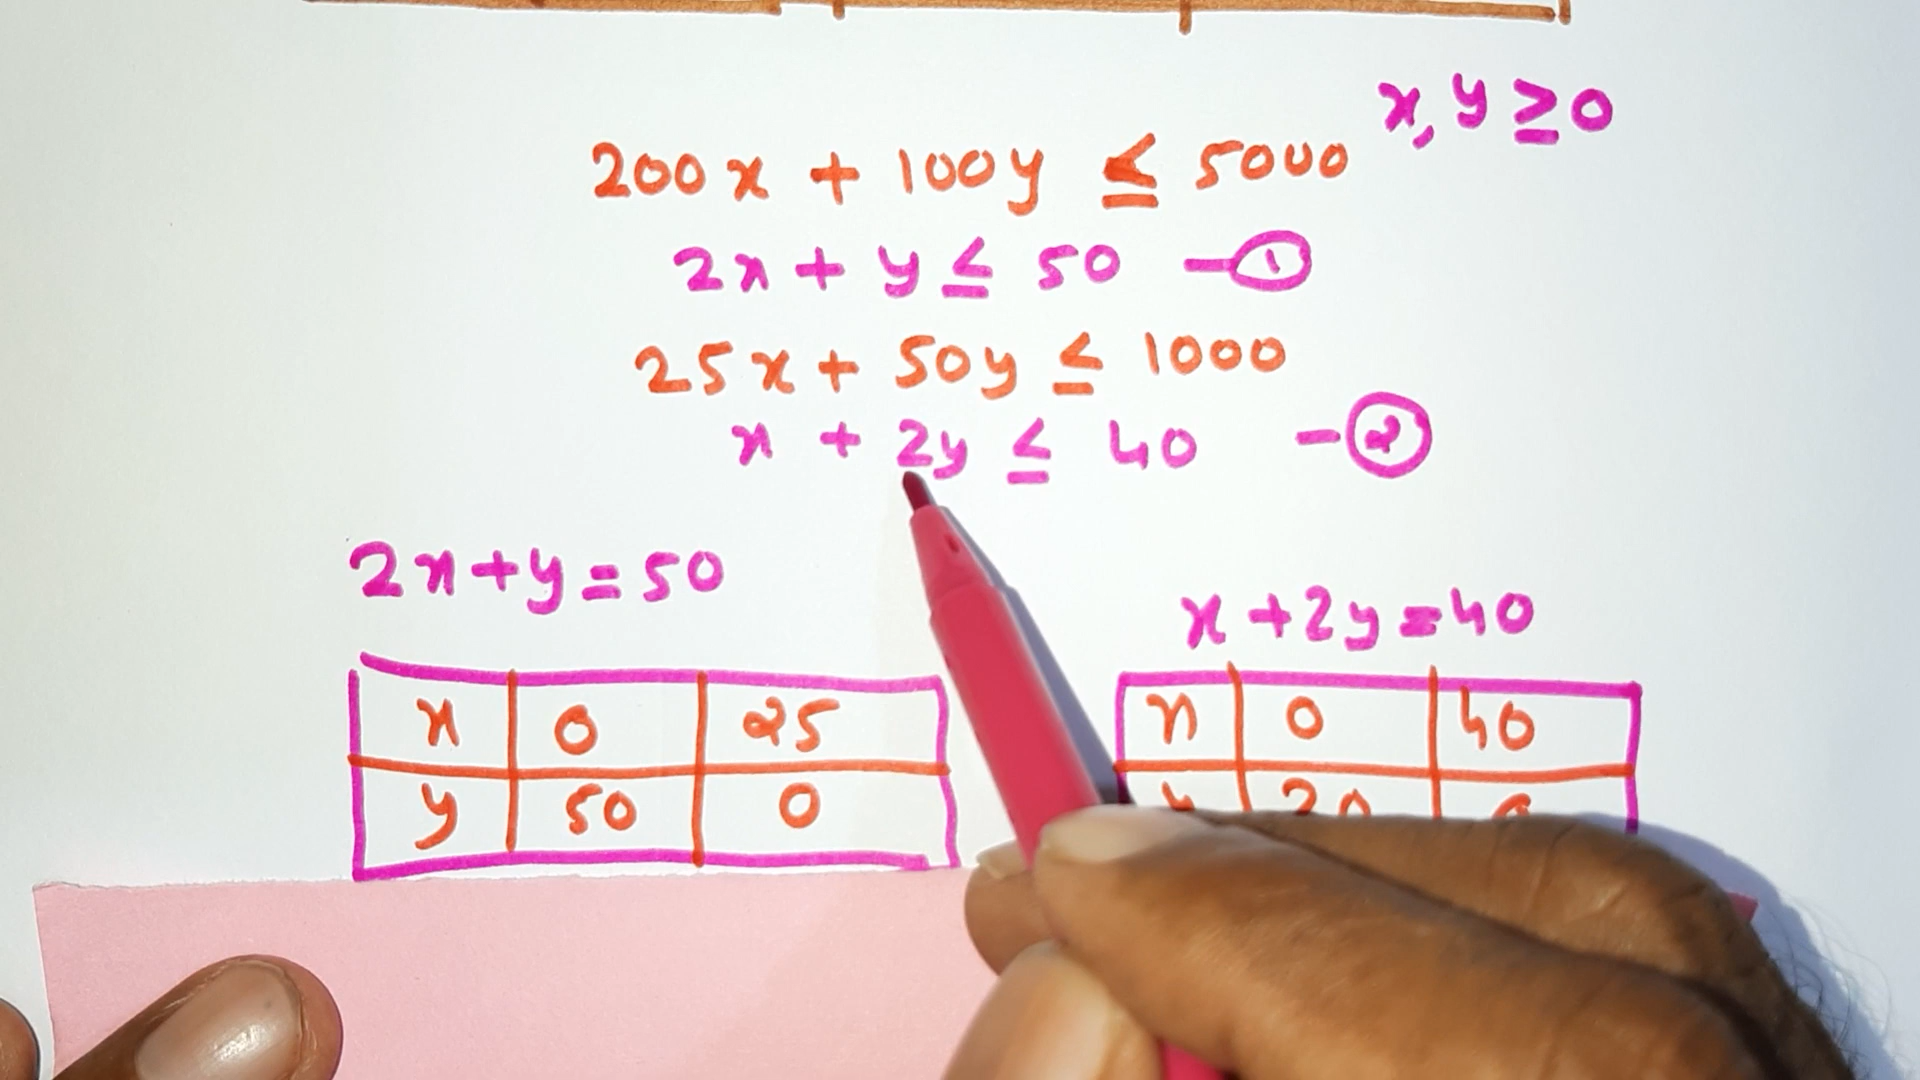 x, y ≥ 0
200x + 100y ≤ 5000
2x + y ≤ 50 - 1
25x + 50y ≤ 1000
x + 2y ≤ 40 - 2
2x+y=50
x+2y=40
x 0 25
y 50 0
x 0 40